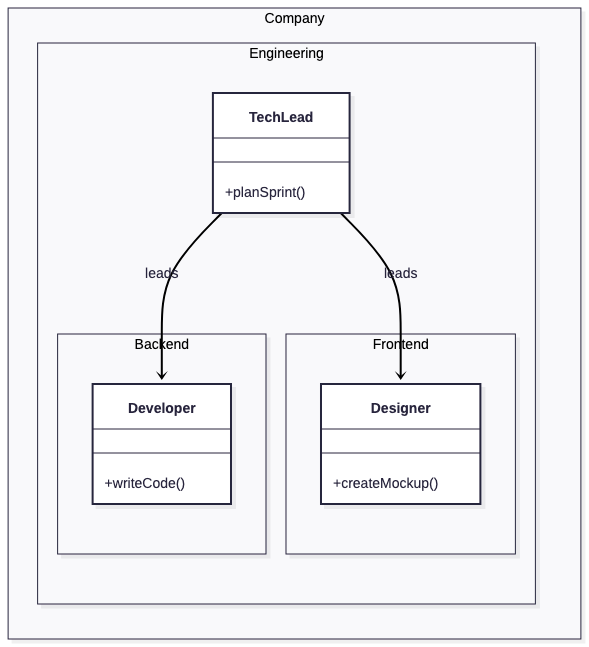 Company
Engineering
TechLead
+planSprint()
leads
leads
Backend
Frontend
Developer
Designer
+writeCode()
+createMockup()